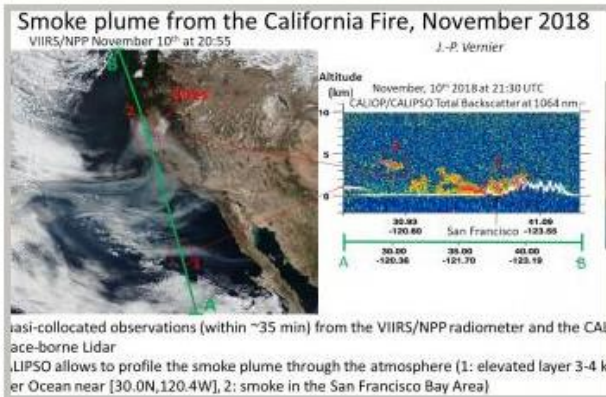 Smoke plume from the California Fire, November 2018
VIIRS/NPP November 10th at 20:55
J.-P. Vernier
B
2
1
A
Altitude
(km)
November, 10th 2018 at 21:30 UTC
CALIOP/CALIPSO Total Backscatter at 1064 nm
10
5
0
30.93
-120.60
San Francisco
41.09
-123.55
A
30.00
-120.36
35.00
-121.70
40.00
-123.19
B
asi-collocated observations (within ~35 min) from the VIIRS/NPP radiometer and the CAL
ace-borne Lidar
LIPSO allows to profile the smoke plume through the atmosphere (1: elevated layer 3-4 k
er Ocean near [30.0N,120.4W], 2: smoke in the San Francisco Bay Area)